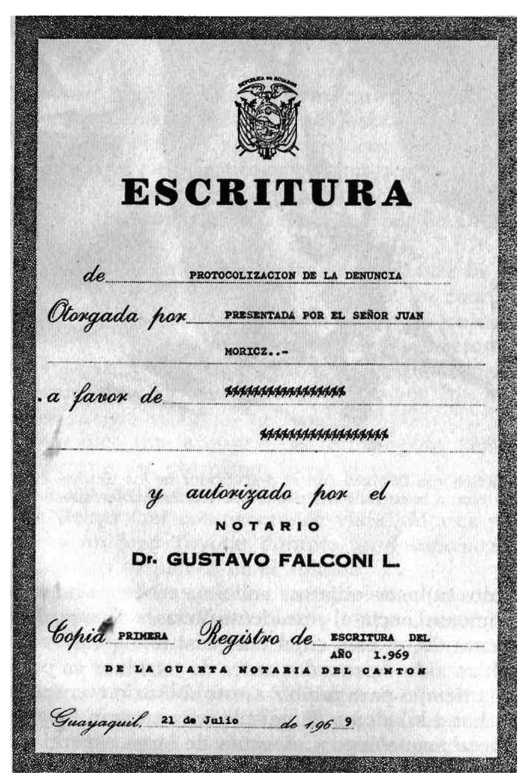 REPUBLICA DEL ECUADOR
ESCRITURA
de PROTOCOLIZACION DE LA DENUNCIA
Otorgada por PRESENTADA POR EL SEÑOR JUAN
MORICZ..-
a favor de
y autorizado por el
NOTARIO
Dr. GUSTAVO FALCONI L.
Copia PRIMERA Registro de ESCRITURA DEL
AÑO 1.969
DE LA CUARTA NOTARIA DEL CANTON
Guayaquil, 21 de Julio de 1.96 9